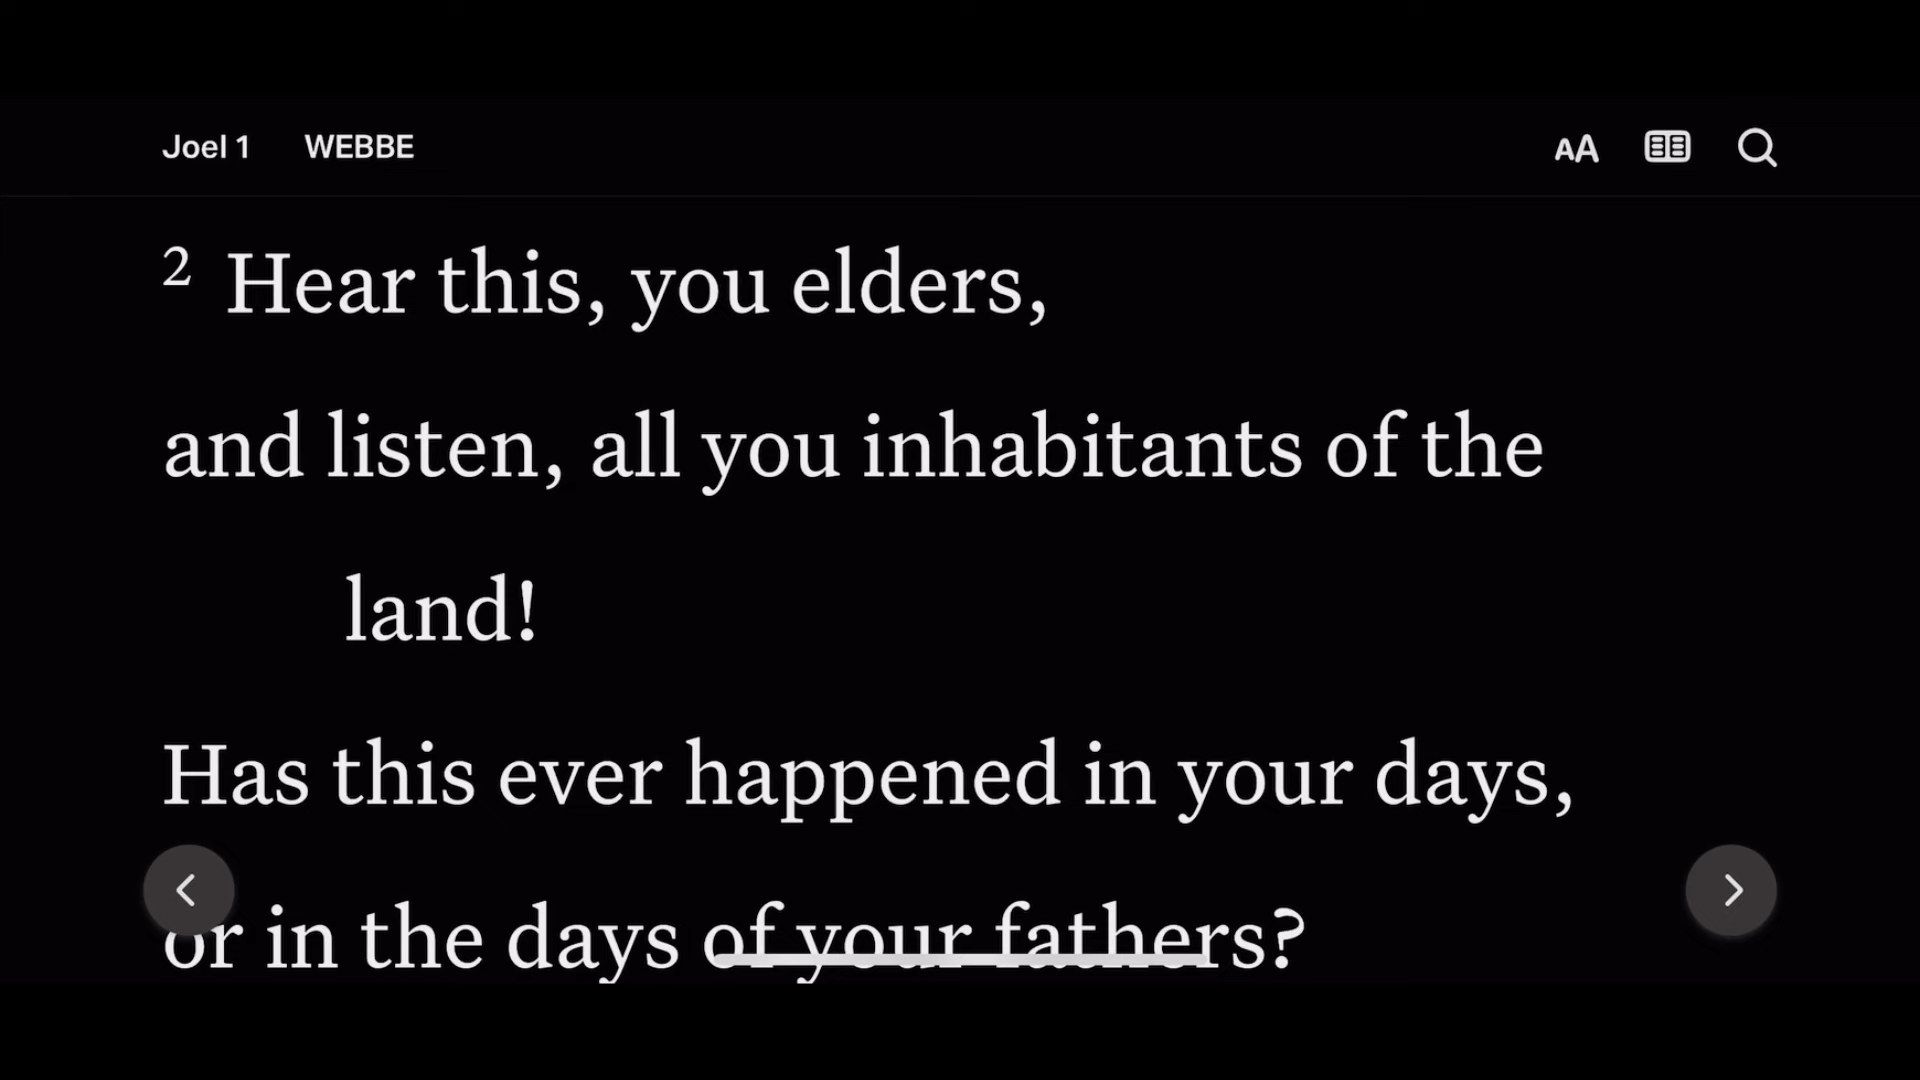 Joel 1 WEBBE AA
2 Hear this, you elders,
and listen, all you inhabitants of the
land!
Has this ever happened in your days,
or in the days of your fathers?